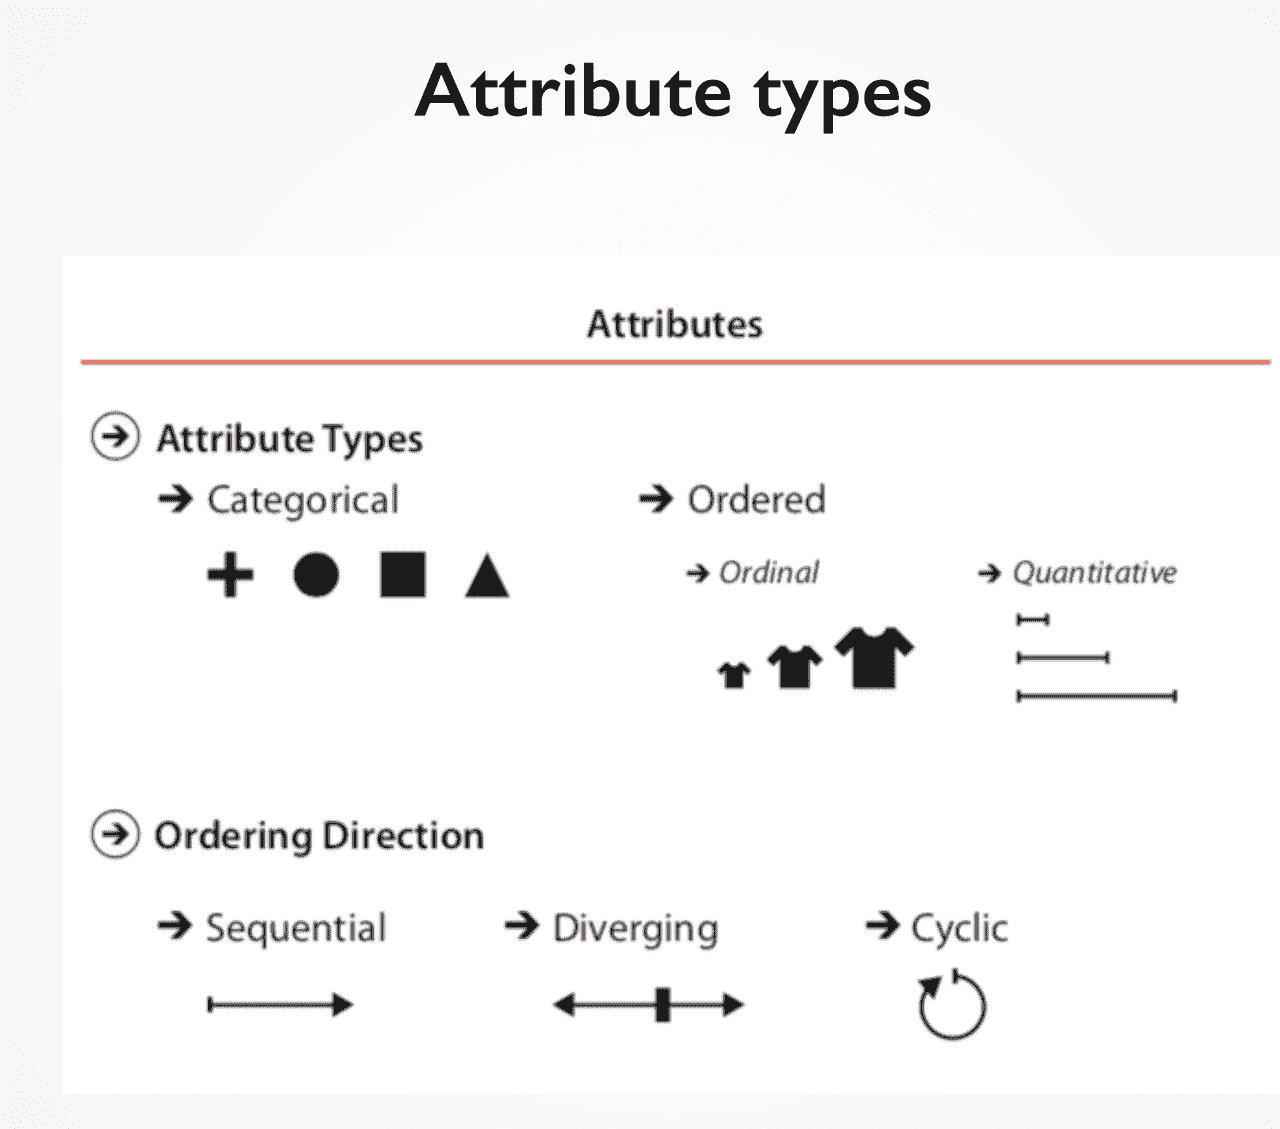 Attribute types
Attributes
Attribute Types
Categorical
Ordered
Ordinal
Quantitative
Ordering Direction
Sequential
Diverging
Cyclic